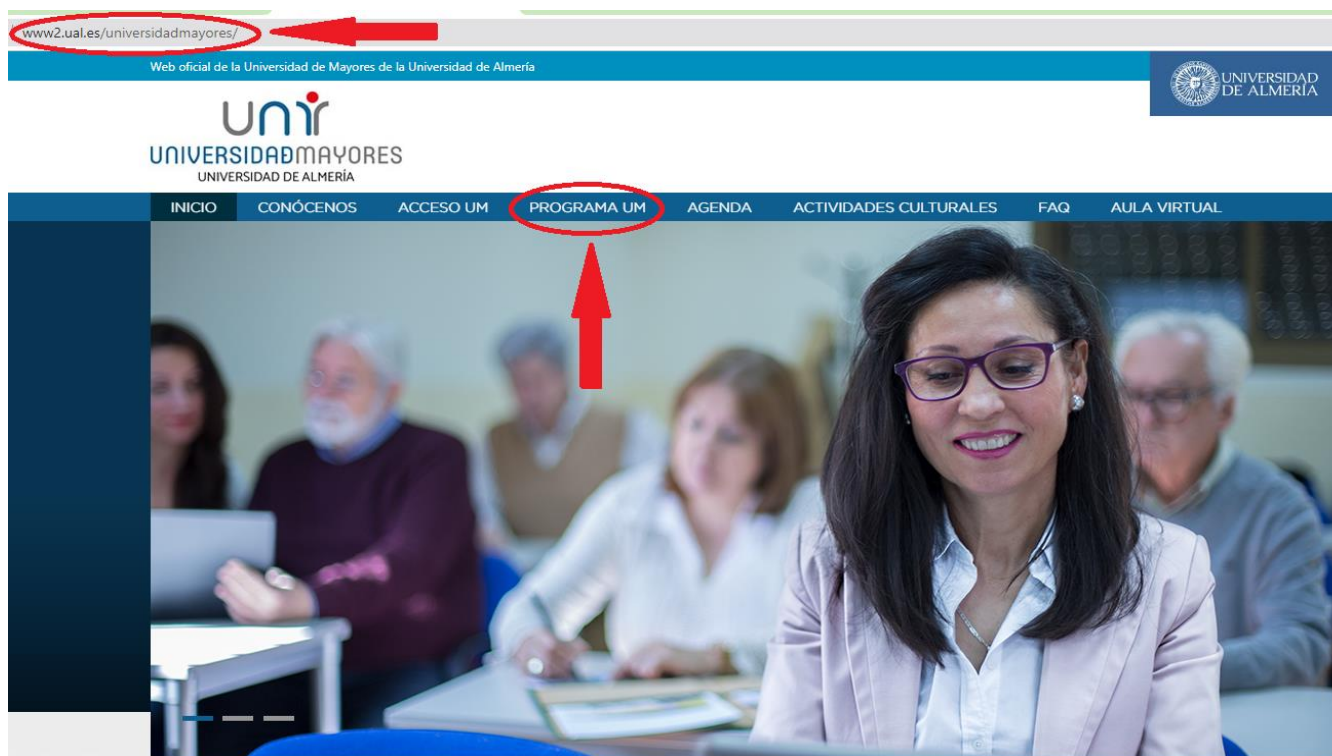 www2.ual.es/universidadmayores/
Web oficial de la Universidad de Mayores de la Universidad de Almería
UNIVERSIDAD
DE ALMERÍA
UNIVERSIDADMAYORES
UNIVERSIDAD DE ALMERÍA
INICIO CONÓCENOS ACCESO UM PROGRAMA UM AGENDA ACTIVIDADES CULTURALES FAQ AULA VIRTUAL